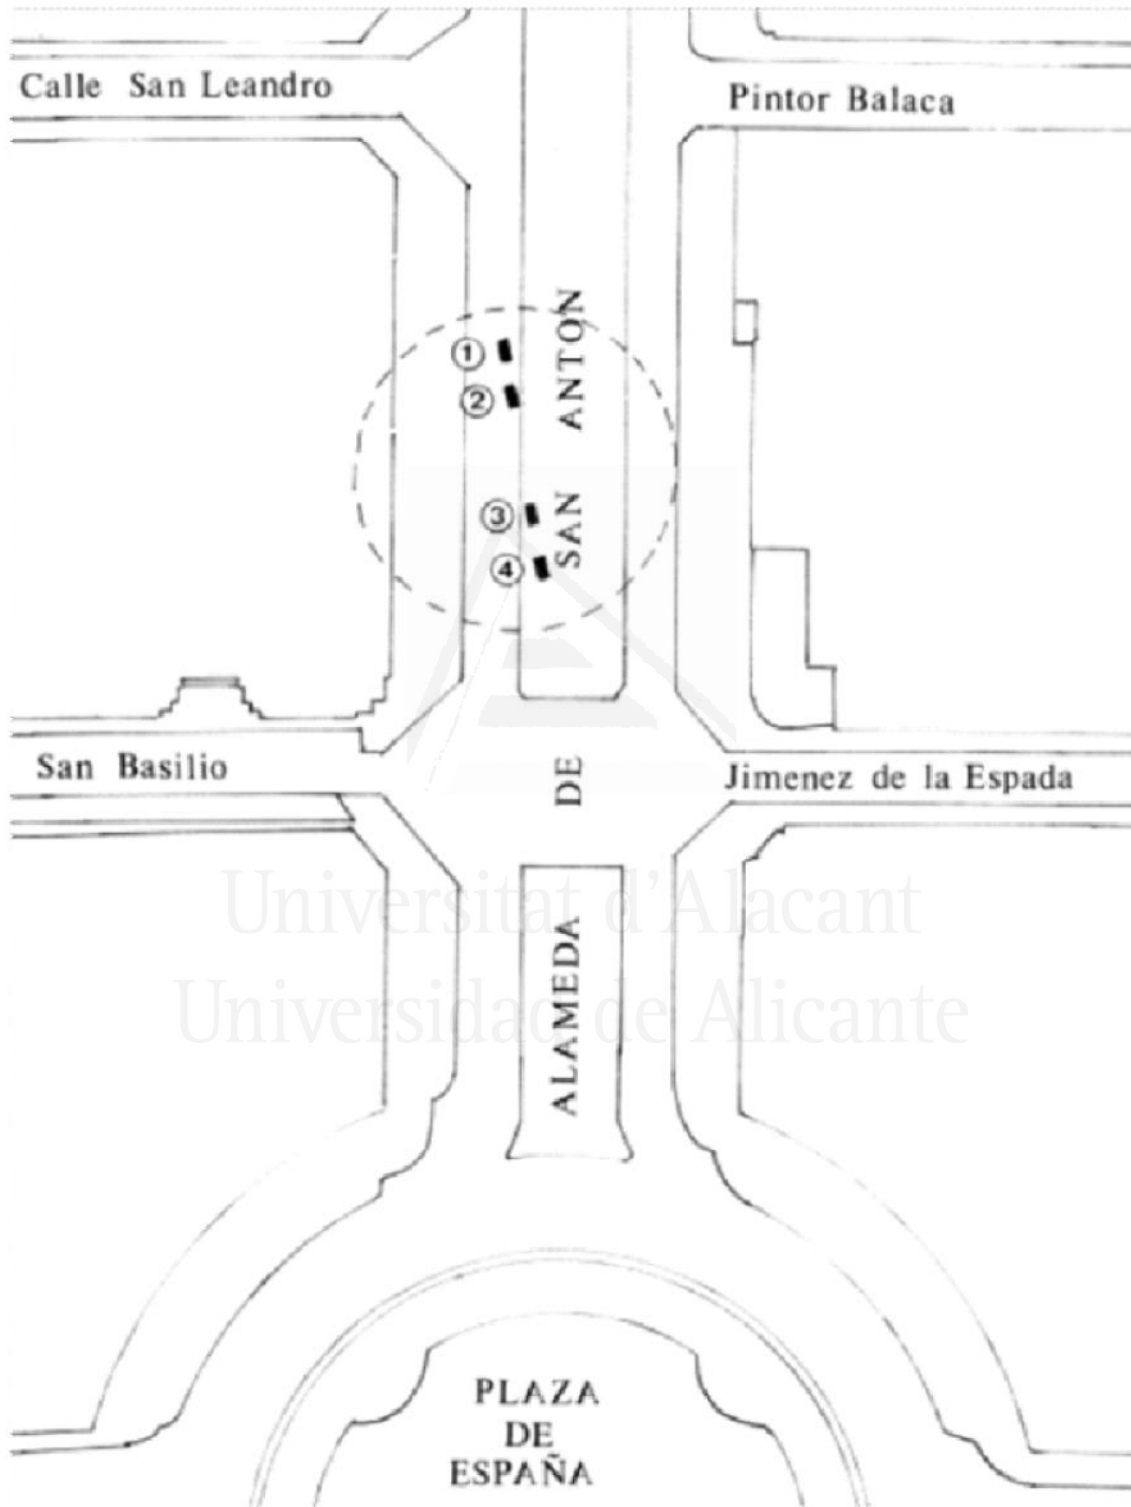 Calle San Leandro
Pintor Balaca
1
2
3
4
ALAMEDA DE SAN ANTON
San Basilio
Jimenez de la Espada
Universitat d'Alacant
Universidad de Alicante
PLAZA
DE
ESPAÑA